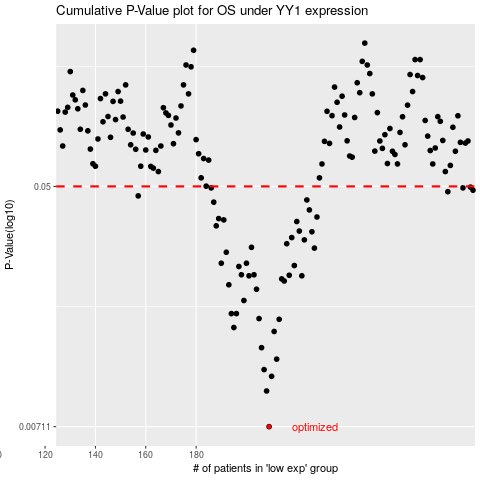 Cumulative P-Value plot for OS under YY1 expression
P-Value(log10)
0.05
0.00711
optimized
0
120
140
160
180
# of patients in 'low exp' group